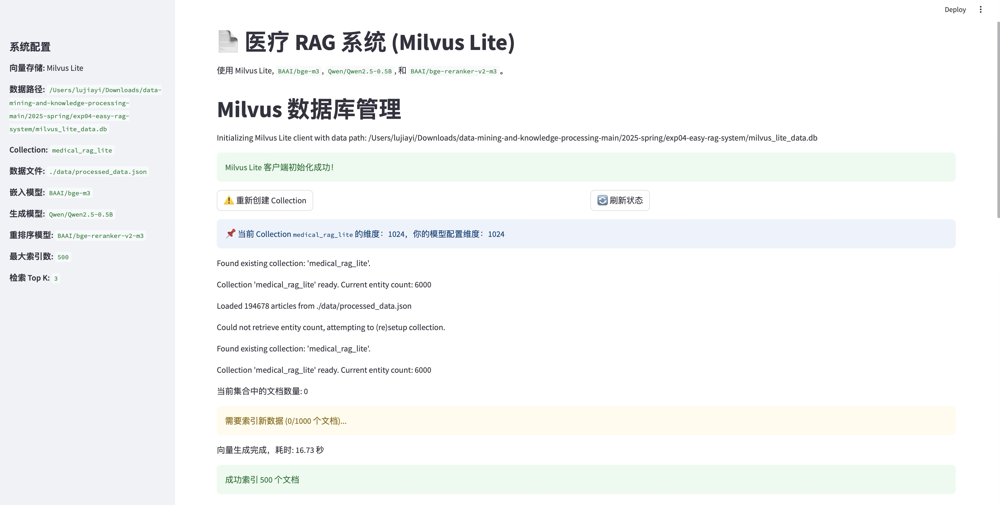 Deploy
系统配置
向量存储: Milvus Lite
数据路径: /Users/lujiayi/Downloads/data-
mining-and-knowledge-processing-
main/2025-spring/exp04-easy-rag-
system/milvus_lite_data.db
Collection: medical_rag_lite
数据文件: ./data/processed_data.json
嵌入模型: BAAI/bge-m3
生成模型: Qwen/Qwen2.5-0.5B
重排序模型: BAAI/bge-reranker-v2-m3
最大索引数: 500
检索 Top K: 3
医疗 RAG 系统 (Milvus Lite)
使用 Milvus Lite, BAAI/bge-m3, Qwen/Qwen2.5-0.5B, 和 BAAI/bge-reranker-v2-m3。
Milvus 数据库管理
Initializing Milvus Lite client with data path: /Users/lujiayi/Downloads/data-mining-and-knowledge-processing-main/2025-spring/exp04-easy-rag-system/milvus_lite_data.db
Milvus Lite 客户端初始化成功！
重新创建 Collection
刷新状态
当前 Collection medical_rag_lite 的维度：1024，你的模型配置维度：1024
Found existing collection: 'medical_rag_lite'.
Collection 'medical_rag_lite' ready. Current entity count: 6000
Loaded 194678 articles from ./data/processed_data.json
Could not retrieve entity count, attempting to (re)setup collection.
Found existing collection: 'medical_rag_lite'.
Collection 'medical_rag_lite' ready. Current entity count: 6000
当前集合中的文档数量: 0
需要索引新数据 (0/1000 个文档)...
向量生成完成，耗时: 16.73 秒
成功索引 500 个文档